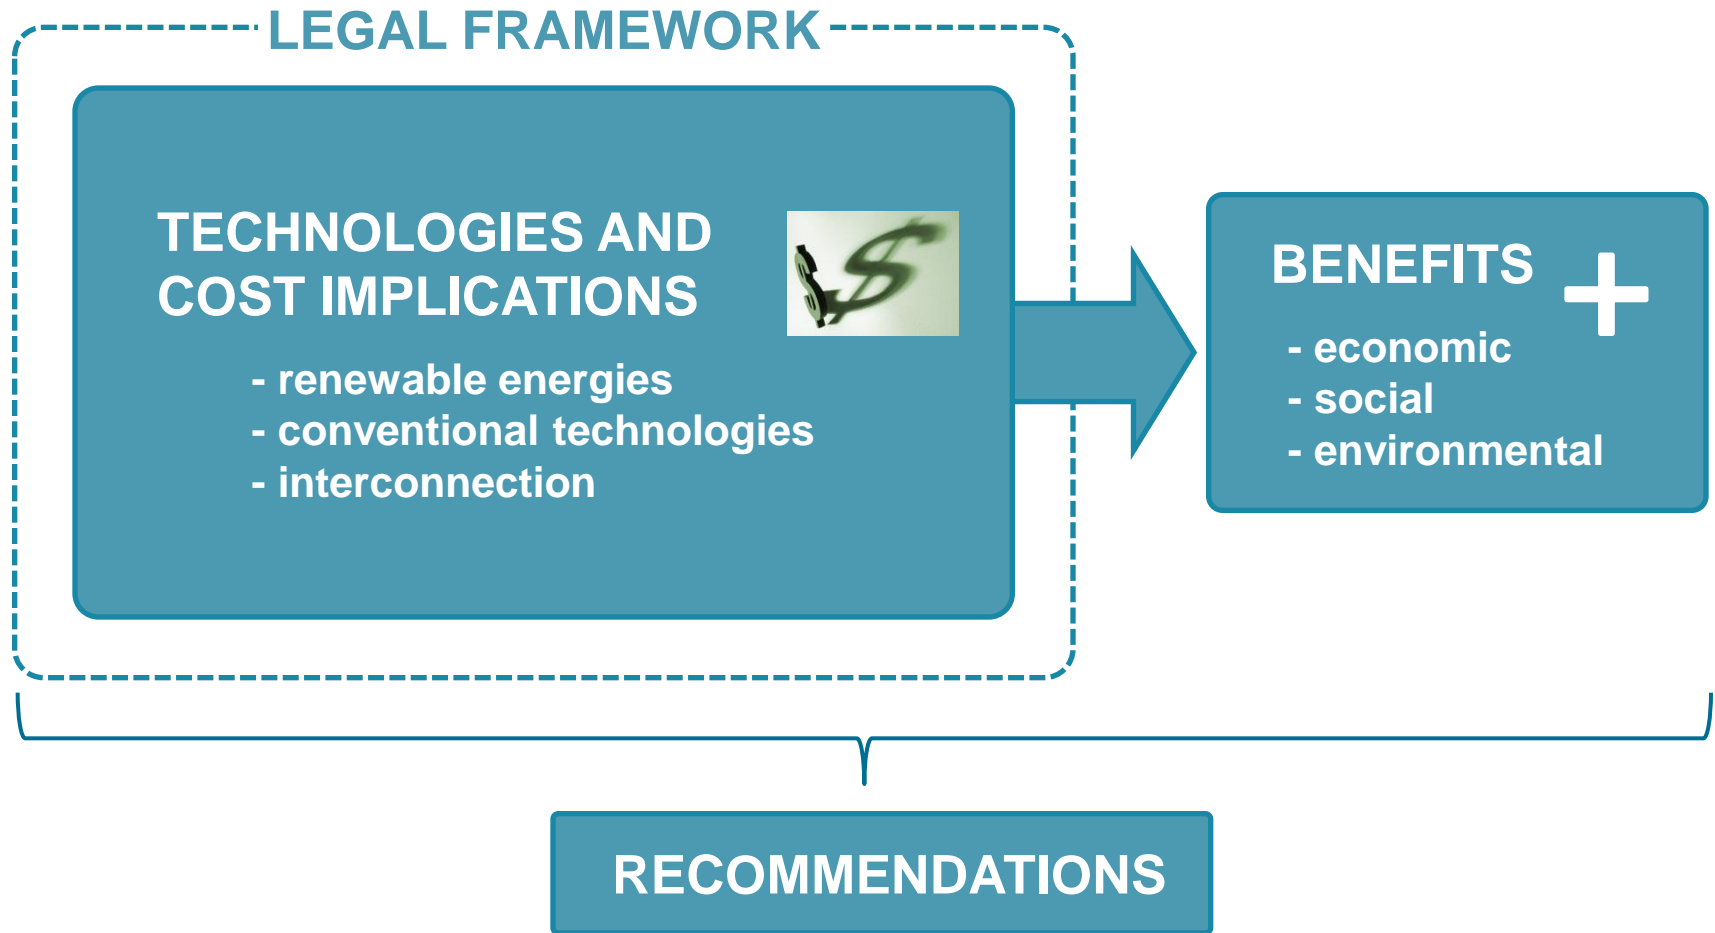 LEGAL FRAMEWORK
TECHNOLOGIES AND
COST IMPLICATIONS
- renewable energies
- conventional technologies
- interconnection
BENEFITS
- economic
- social
- environmental
RECOMMENDATIONS